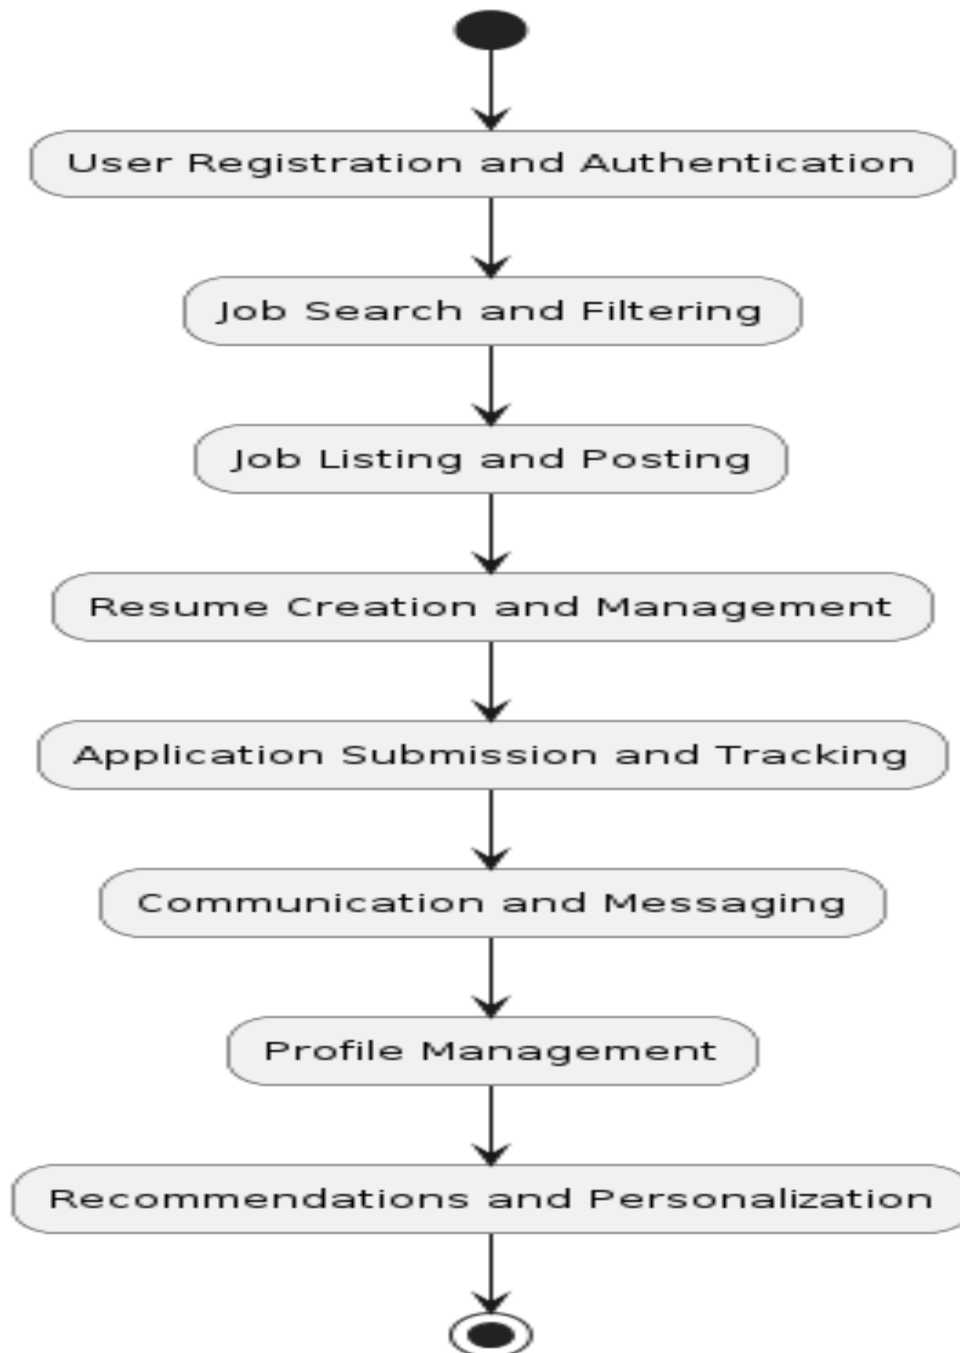 User Registration and Authentication
Job Search and Filtering
Job Listing and Posting
Resume Creation and Management
Application Submission and Tracking
Communication and Messaging
Profile Management
Recommendations and Personalization